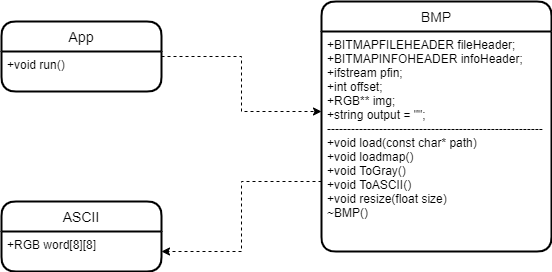 App
+void run()
BMP
+BITMAPFILEHEADER fileHeader;
+BITMAPINFOHEADER infoHeader;
+ifstream pfin;
+int offset;
+RGB** img;
+string output = "";
+void load(const char* path)
+void loadmap()
+void ToGray()
+void ToASCII()
+void resize(float size)
~BMP()
ASCII
+RGB word[8][8]